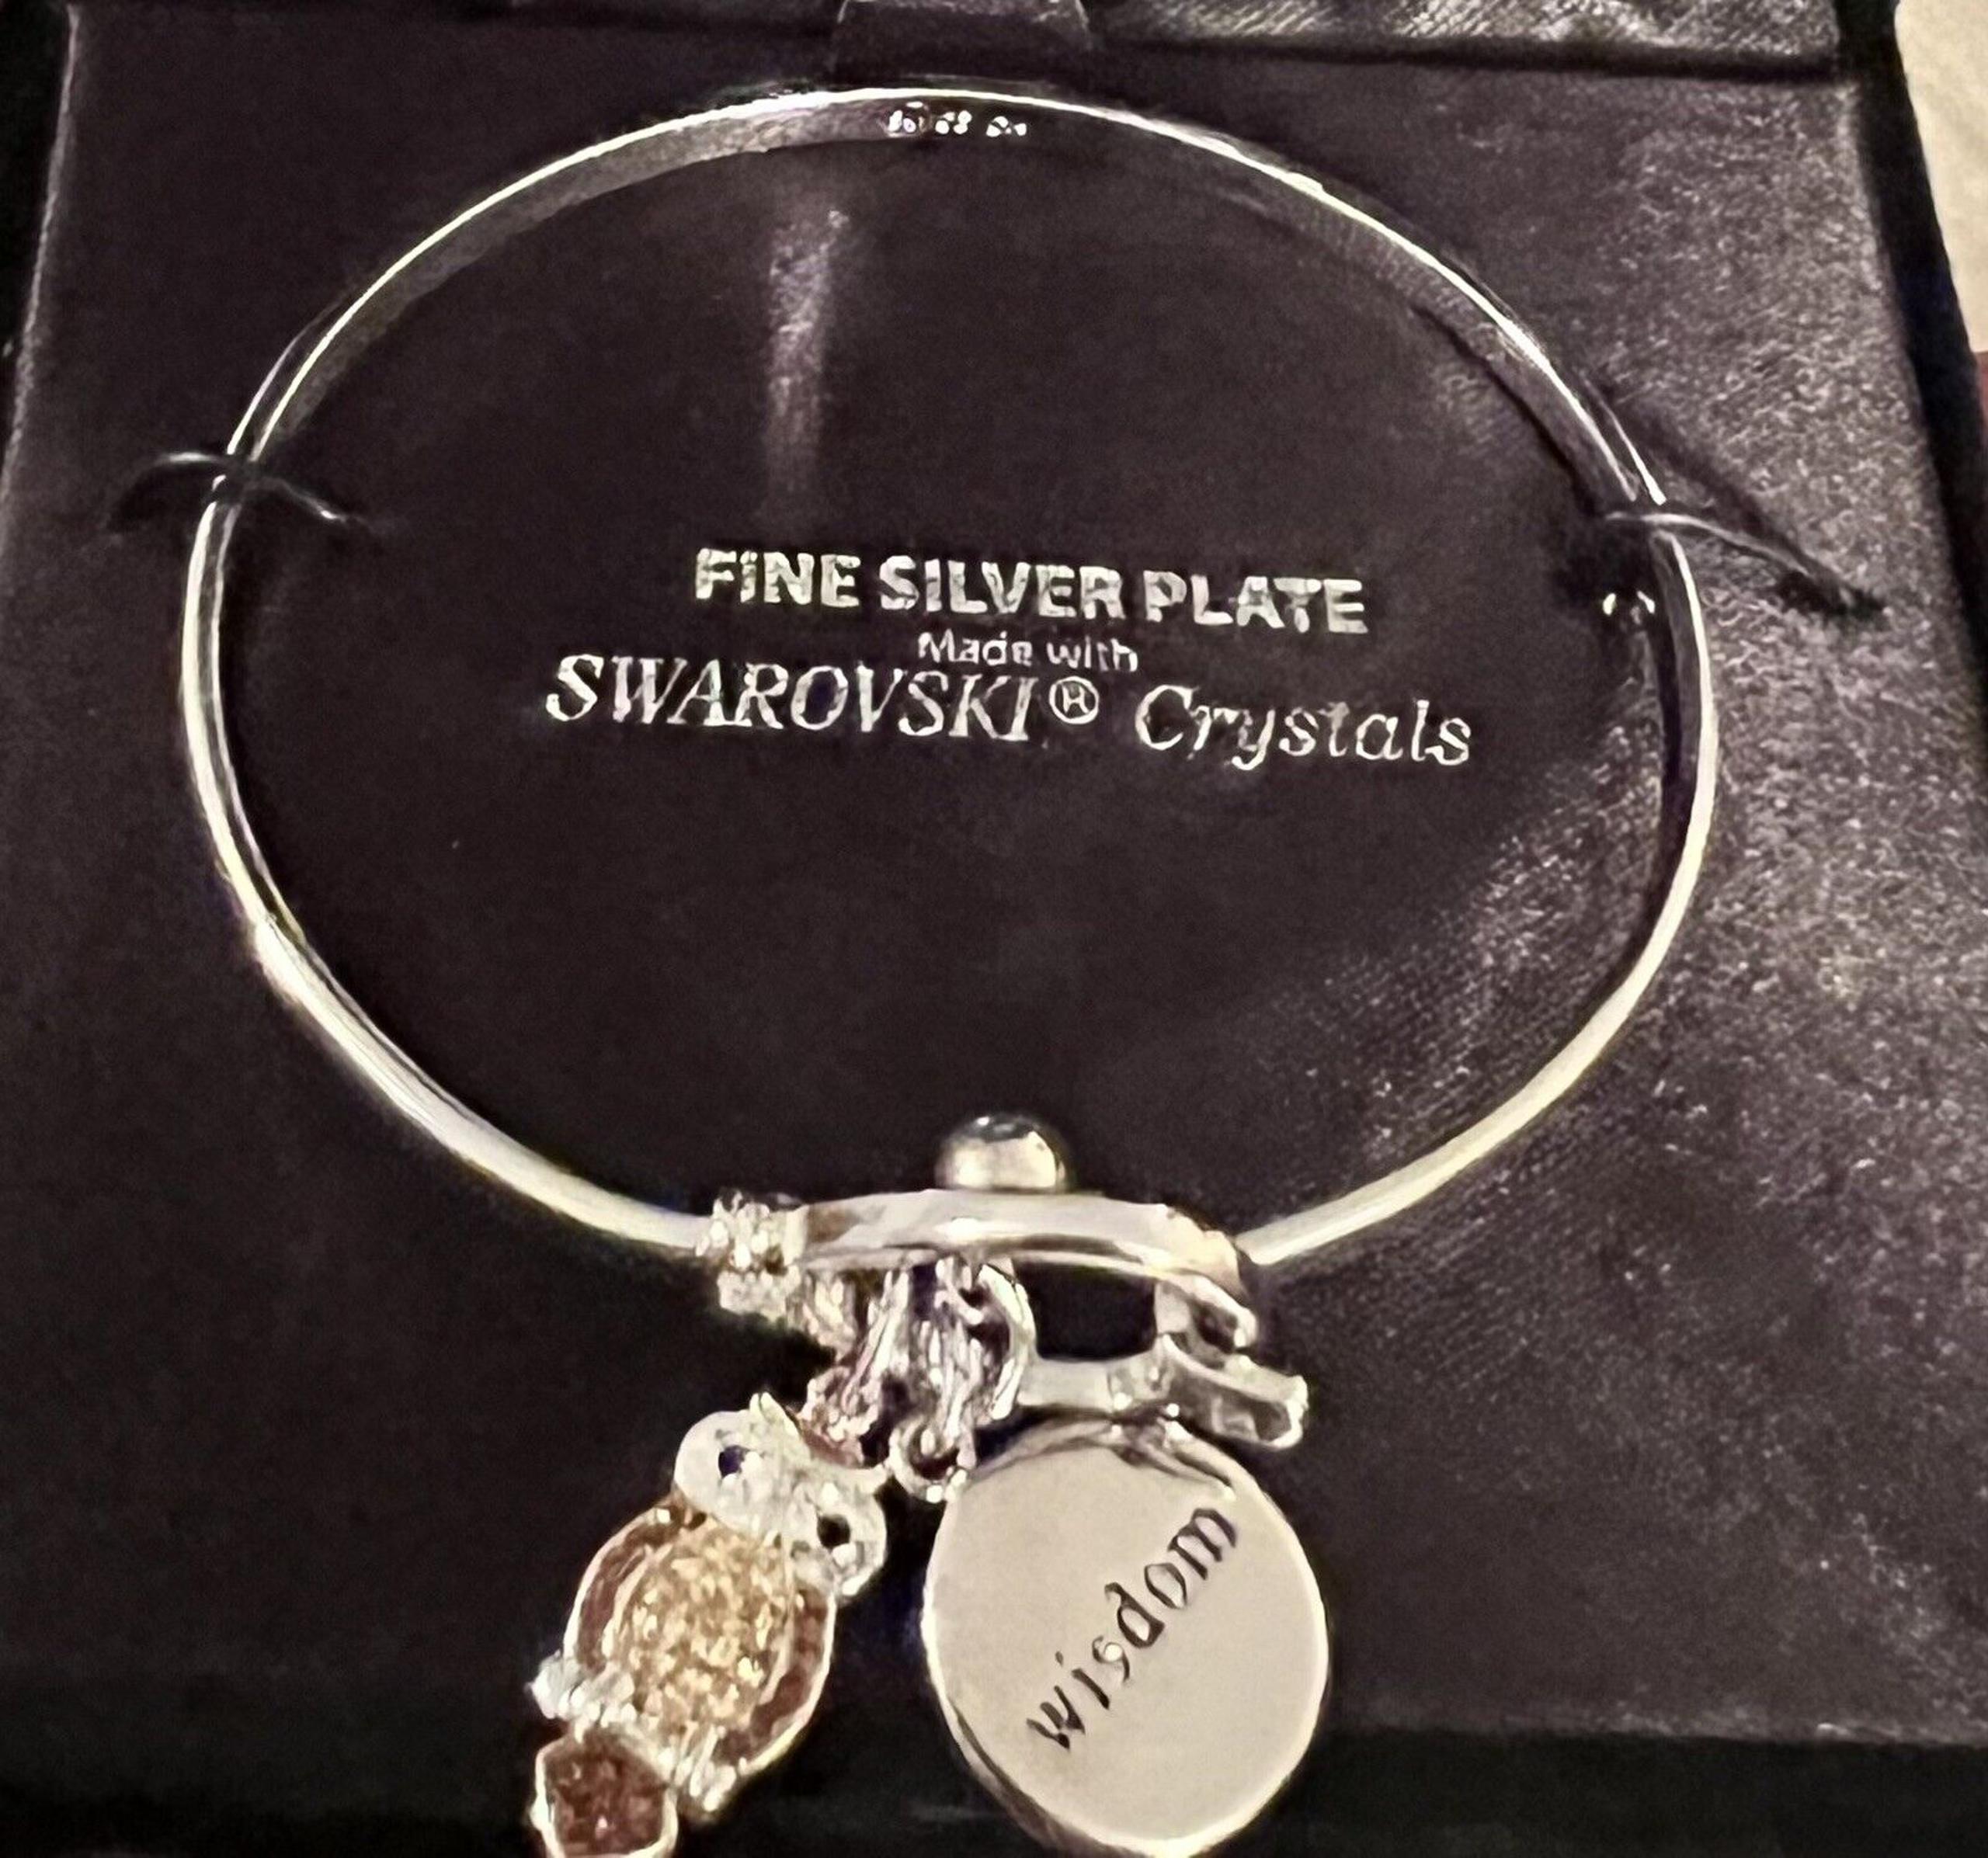 FINE SILVER PLATE
Made with
SWAROVSKI® Crystals
wisdom